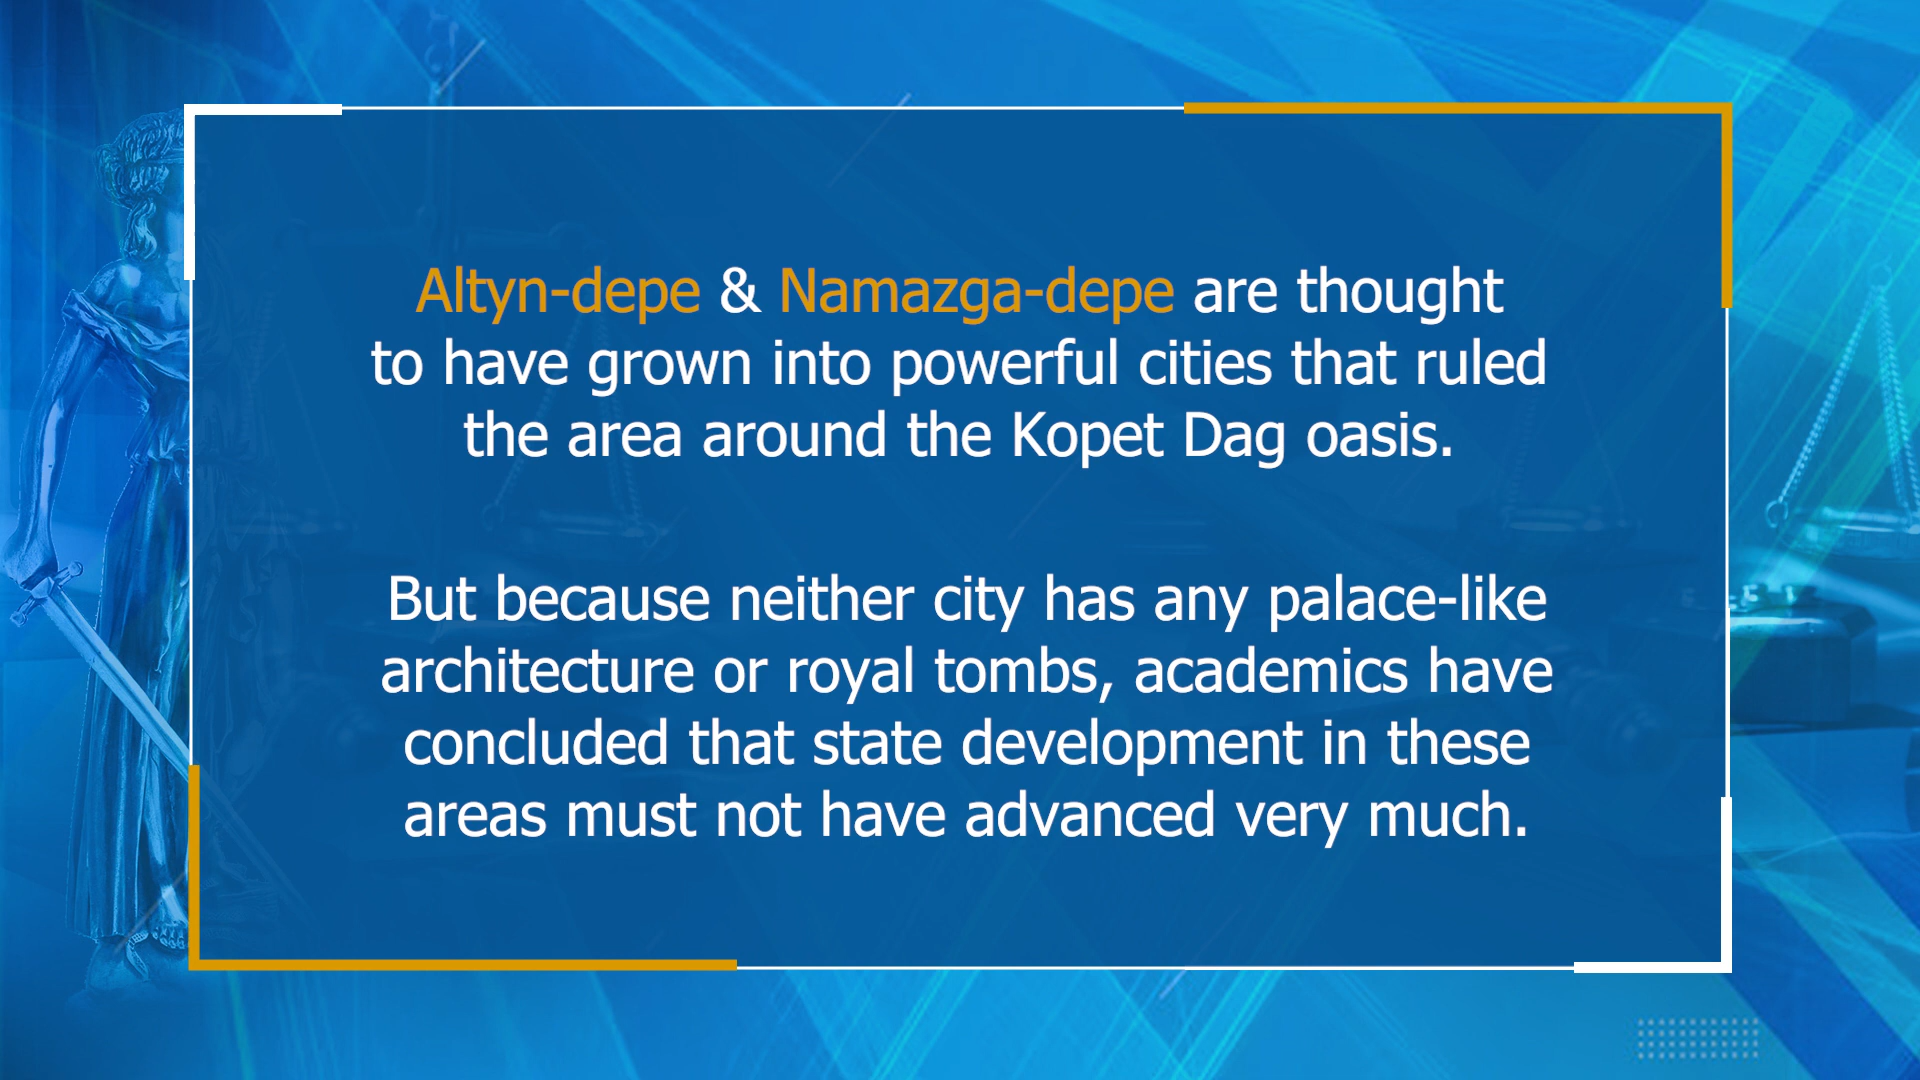 Altyn-depe & Namazga-depe are thought
to have grown into powerful cities that ruled
the area around the Kopet Dag oasis.
But because neither city has any palace-like
architecture or royal tombs, academics have
concluded that state development in these
areas must not have advanced very much.